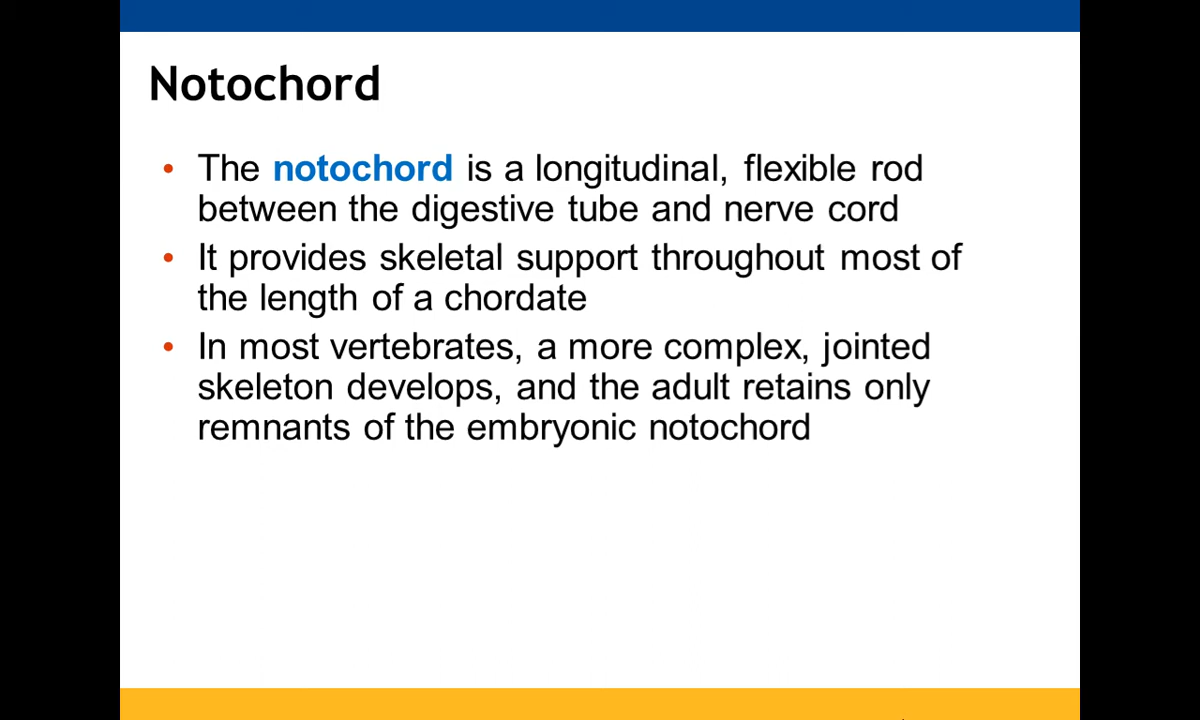 Notochord
• The notochord is a longitudinal, flexible rod
between the digestive tube and nerve cord
• It provides skeletal support throughout most of
the length of a chordate
• In most vertebrates, a more complex, jointed
skeleton develops, and the adult retains only
remnants of the embryonic notochord